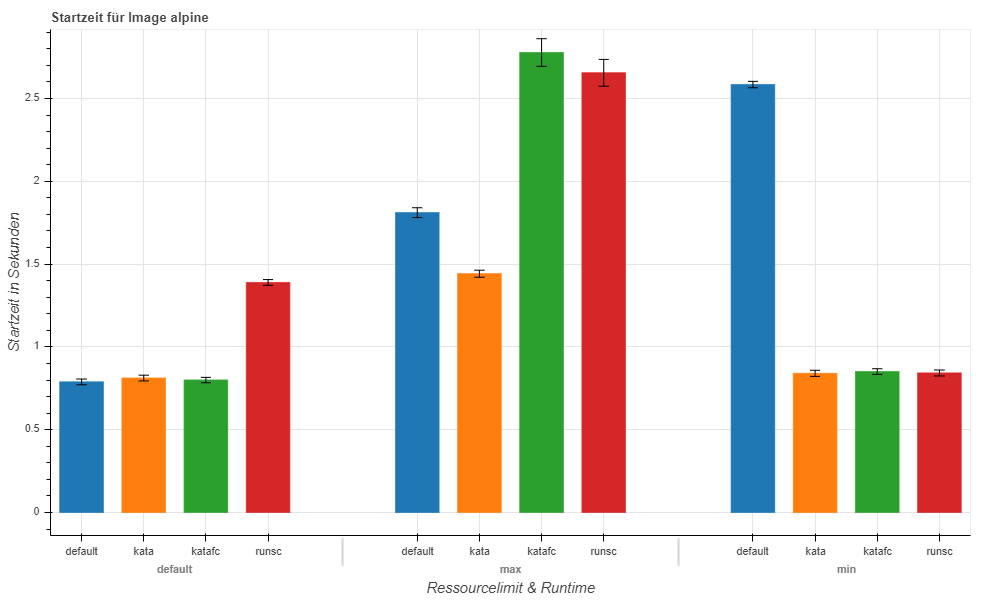 Startzeit für Image alpine
Startzeit in Sekunden
2.5
2
1.5
1
0.5
0
default kata katafc runsc default kata katafc runsc default kata katafc runsc
default max min
Ressourcelimit & Runtime